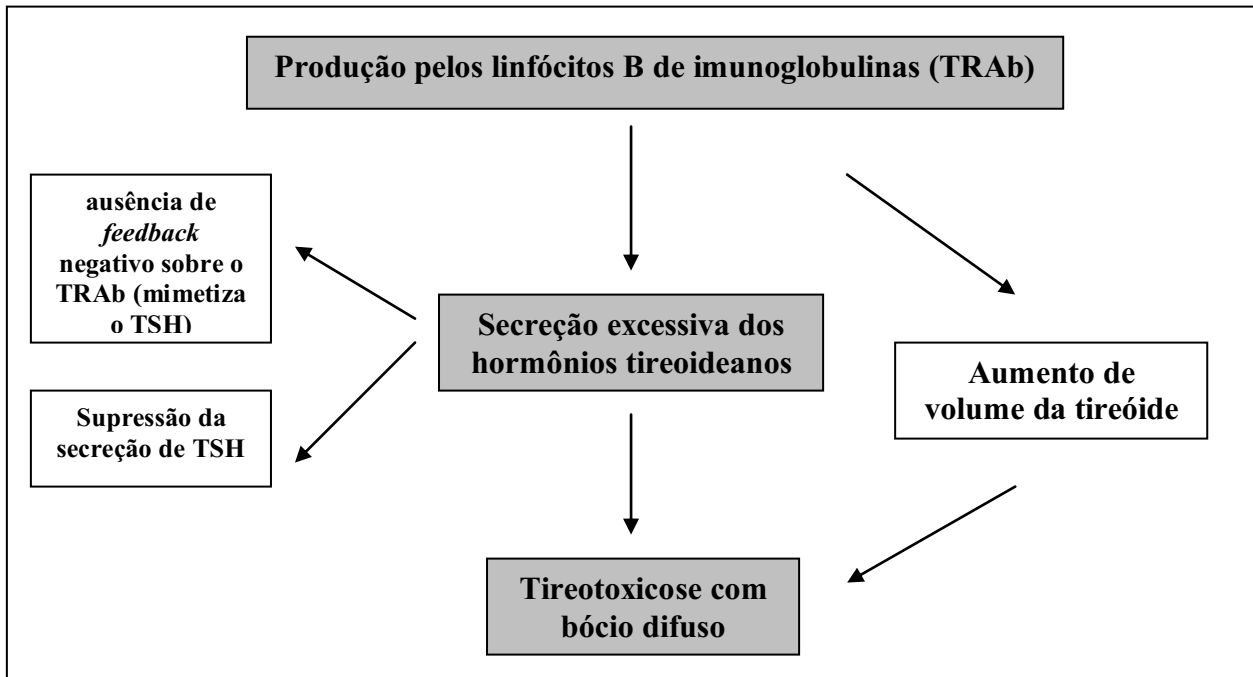 Produção pelos linfócitos B de imunoglobulinas (TRAb)
ausência de
feedback
negativo sobre o
TRAb (mimetiza
o TSH)
Secreção excessiva dos
hormônios tireoideanos
Aumento de
volume da tireóide
Supressão da
secreção de TSH
Tireotoxicose com
bócio difuso